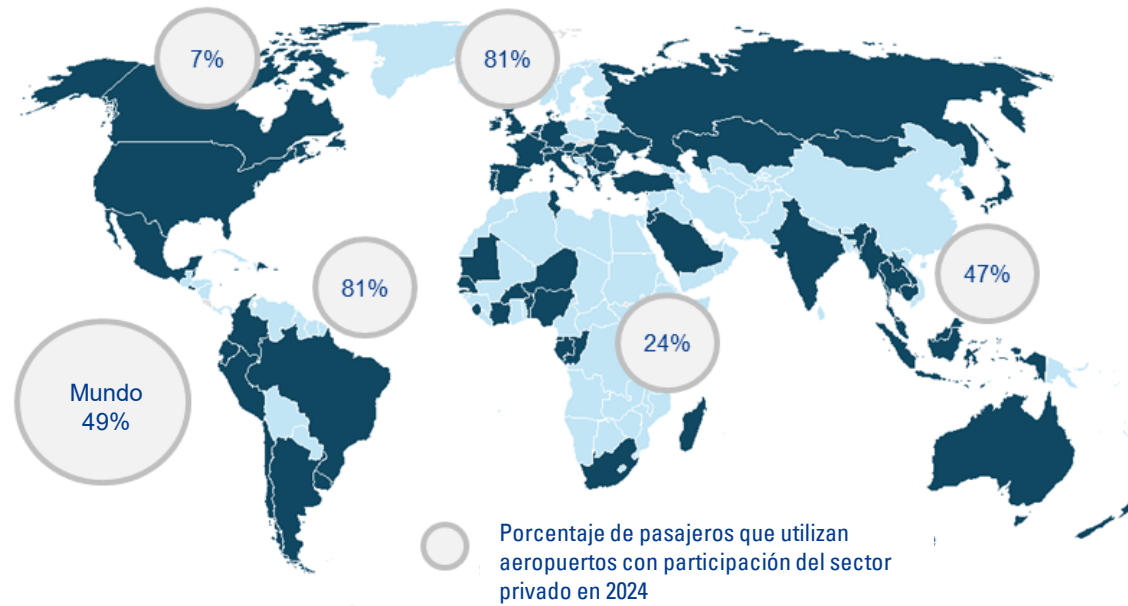 7%
81%
81%
47%
24%
Mundo
49%
Porcentaje de pasajeros que utilizan
aeropuertos con participación del sector
privado en 2024